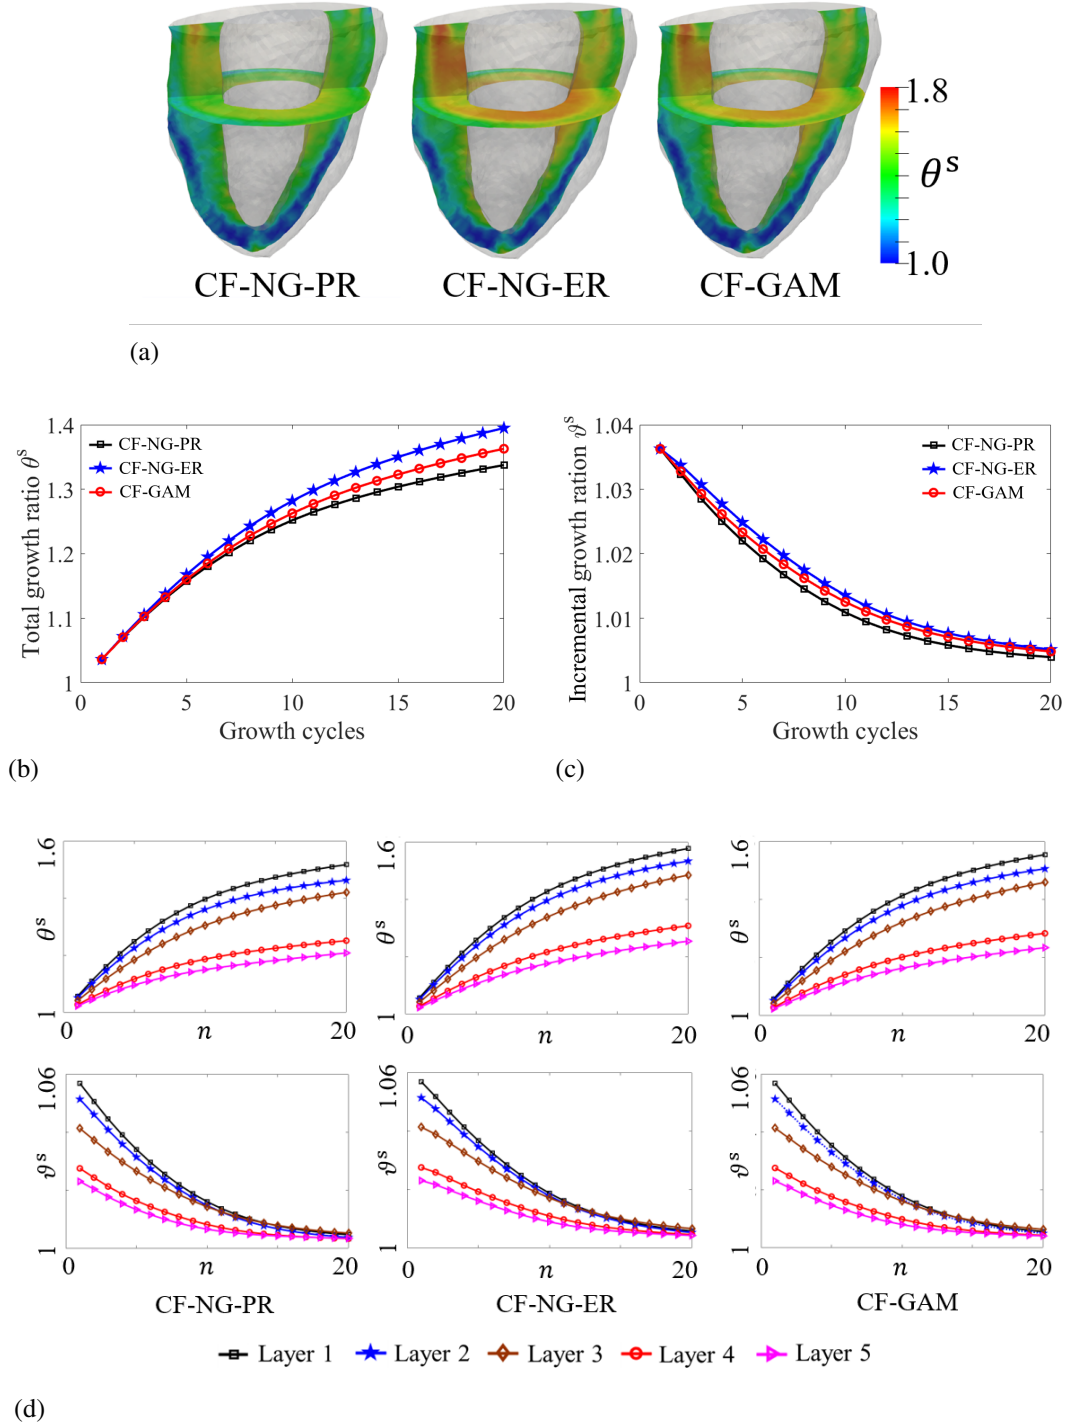 1.8
θˢ
1.0
CF-NG-PR CF-NG-ER CF-GAM
(a)
Total growth ratio θˢ
1.4
1.3
1.2
1.1
1
CF-NG-PR
CF-NG-ER
CF-GAM
0 5 10 15 20
Growth cycles
(b)
Incremental growth ration ϑˢ
1.04
1.03
1.02
1.01
1
CF-NG-PR
CF-NG-ER
CF-GAM
0 5 10 15 20
Growth cycles
(c)
1 θˢ 1.6
0 n 20
1 θˢ 1.6
0 n 20
1 θˢ 1.6
0 n 20
1 ϑˢ 1.06
0 n 20
CF-NG-PR
1 ϑˢ 1.06
0 n 20
CF-NG-ER
1 ϑˢ 1.06
0 n 20
CF-GAM
Layer 1 Layer 2 Layer 3 Layer 4 Layer 5
(d)